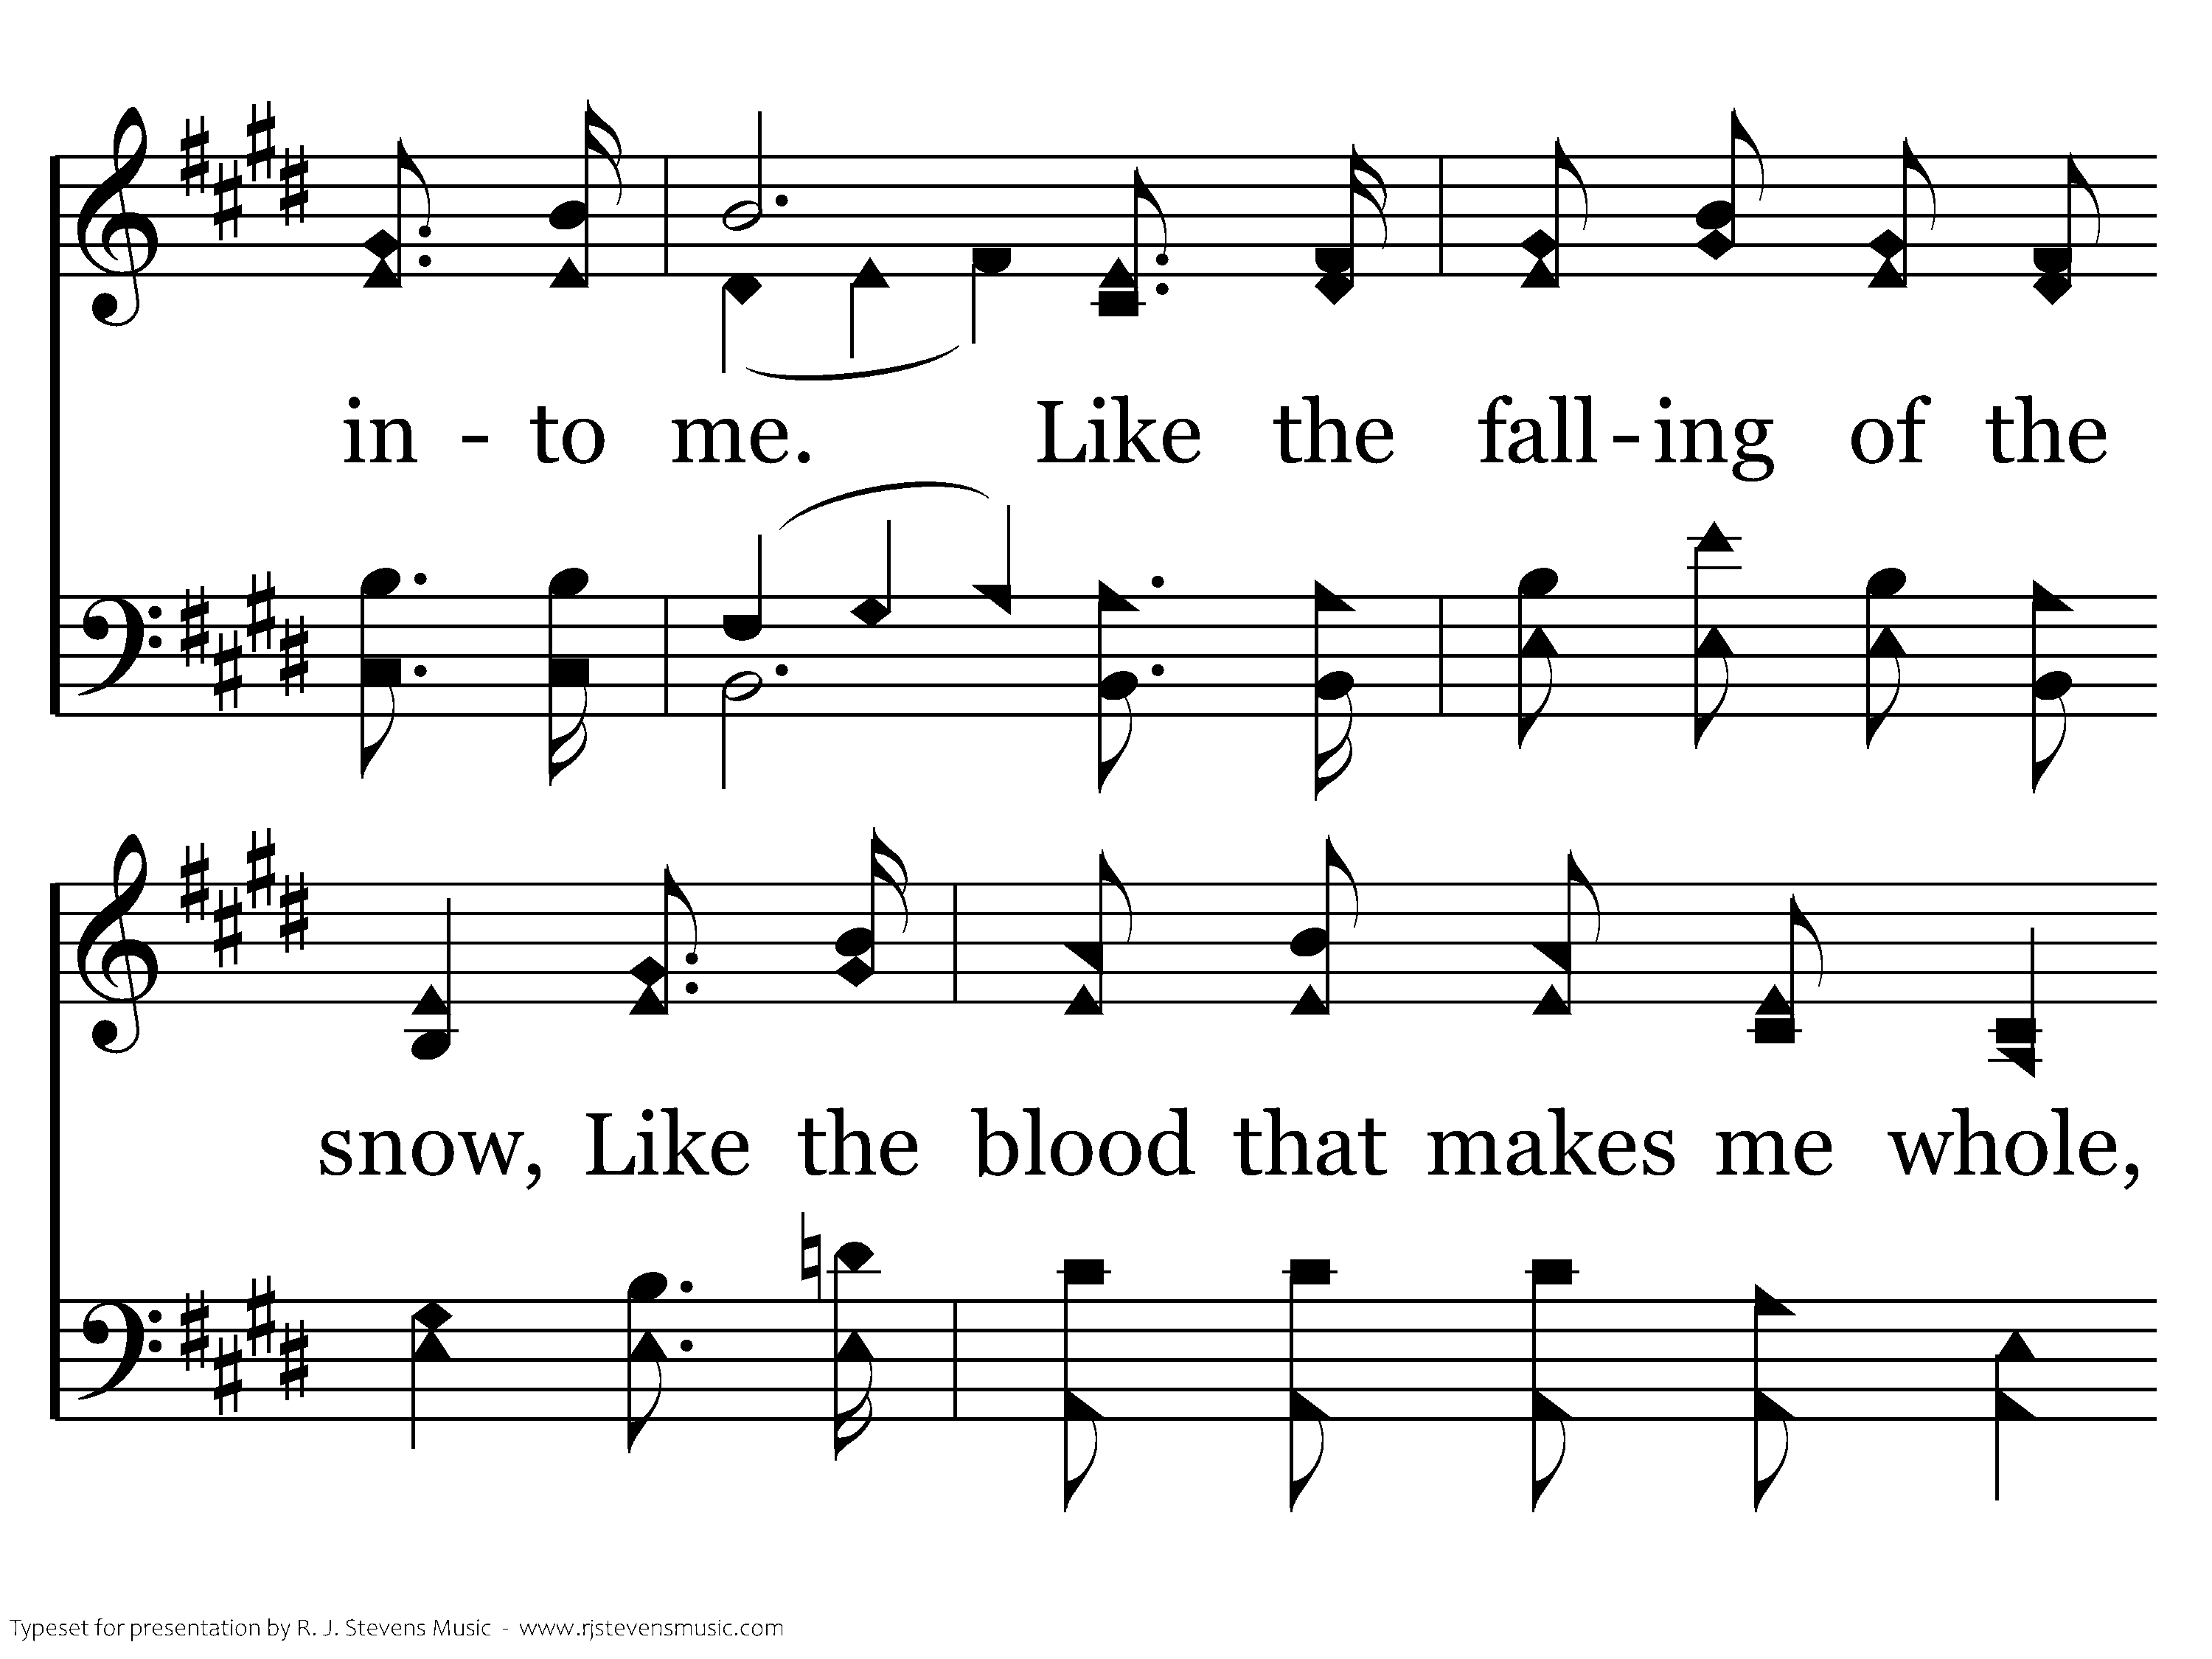 in - to me. Like the fall - ing of the
snow, Like the blood that makes me whole,
Typeset for presentation by R. J. Stevens Music - www.rjstevensmusic.com